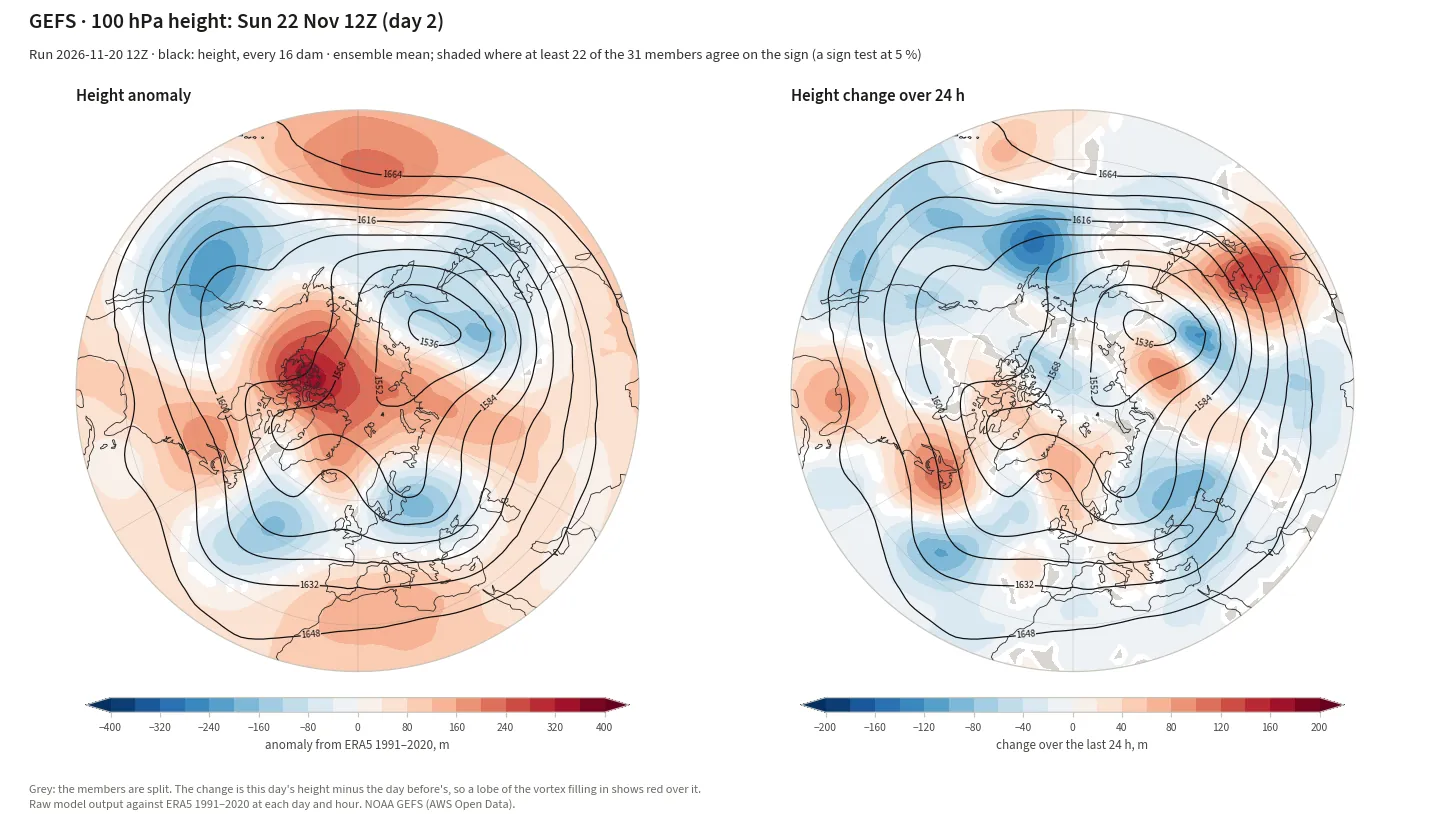 GEFS · 100 hPa height: Sun 22 Nov 12Z (day 2)
Run 2026-11-20 12Z · black: height, every 16 dam · ensemble mean; shaded where at least 22 of the 31 members agree on the sign (a sign test at 5 %)
Height anomaly
Height change over 24 h
1664
1616
1536
1568
1552
1600
1584
1632
1648
1664
1616
1536
1568
1552
1600
1584
1632
1648
−400 −320 −240 −160 −80 0 80 160 240 320 400
anomaly from ERA5 1991–2020, m
−200 −160 −120 −80 −40 0 40 80 120 160 200
change over the last 24 h, m
Grey: the members are split. The change is this day's height minus the day before's, so a lobe of the vortex filling in shows red over it.
Raw model output against ERA5 1991–2020 at each day and hour. NOAA GEFS (AWS Open Data).